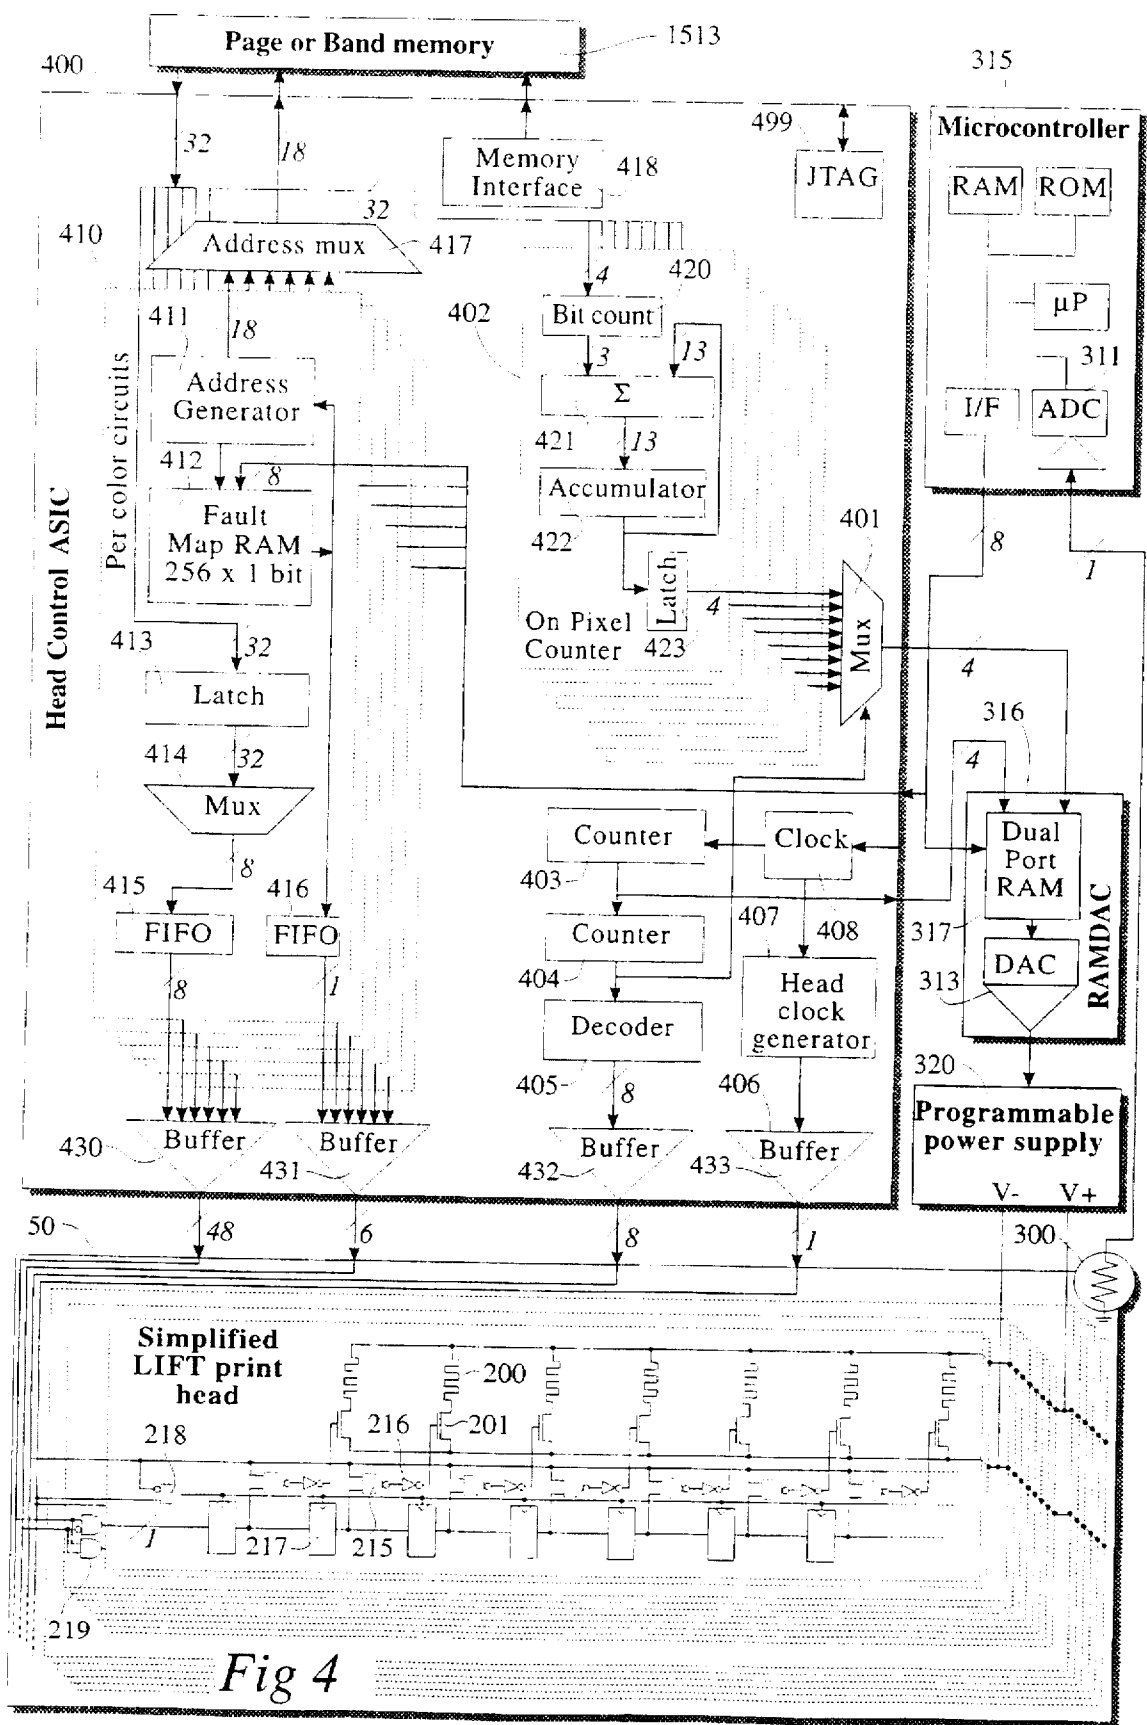 Page or Band memory
1513
400
315
32
18
499
JTAG
Memory
Interface
418
Microcontroller
RAM
ROM
µP
311
I/F
ADC
8
1
410
32
Address mux
417
411
18
Address
Generator
412
8
Fault
Map RAM
256 x 1 bit
Per color circuits
Head Control ASIC
413
32
Latch
414
32
Mux
8
415
416
FIFO
FIFO
8
1
402
4
420
Bit count
3
13
Σ
421
13
Accumulator
422
Latch
423
4
On Pixel
Counter
401
Mux
4
316
4
Counter
403
Clock
408
407
Counter
404
Decoder
405
8
Head
clock
generator
406
Dual
Port
RAM
317
DAC
313
RAMDAC
320
Programmable
power supply
V-
V+
Buffer
430
Buffer
431
Buffer
432
Buffer
433
50
48
6
8
1
300
Simplified
LIFT print
head
200
201
216
218
1
217
215
219
Fig 4